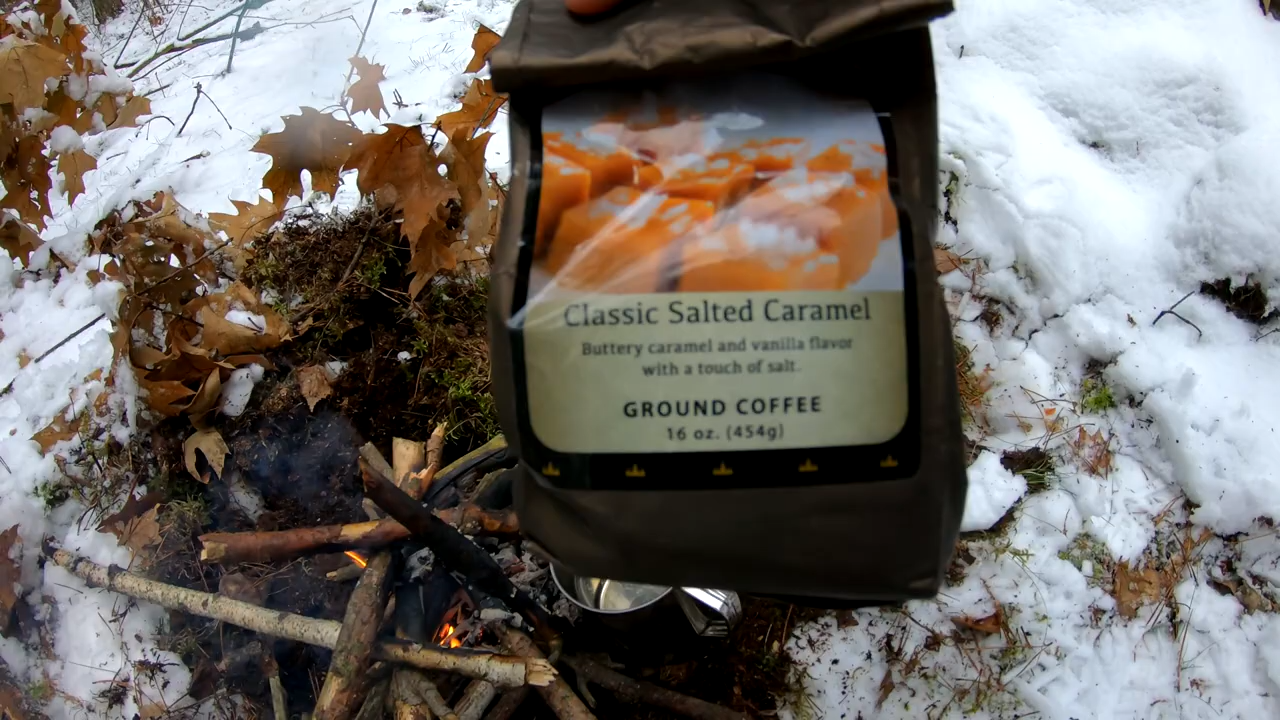 Classic Salted Caramel
Buttery caramel and vanilla flavor
with a touch of salt.
GROUND COFFEE
16 oz. (454g)